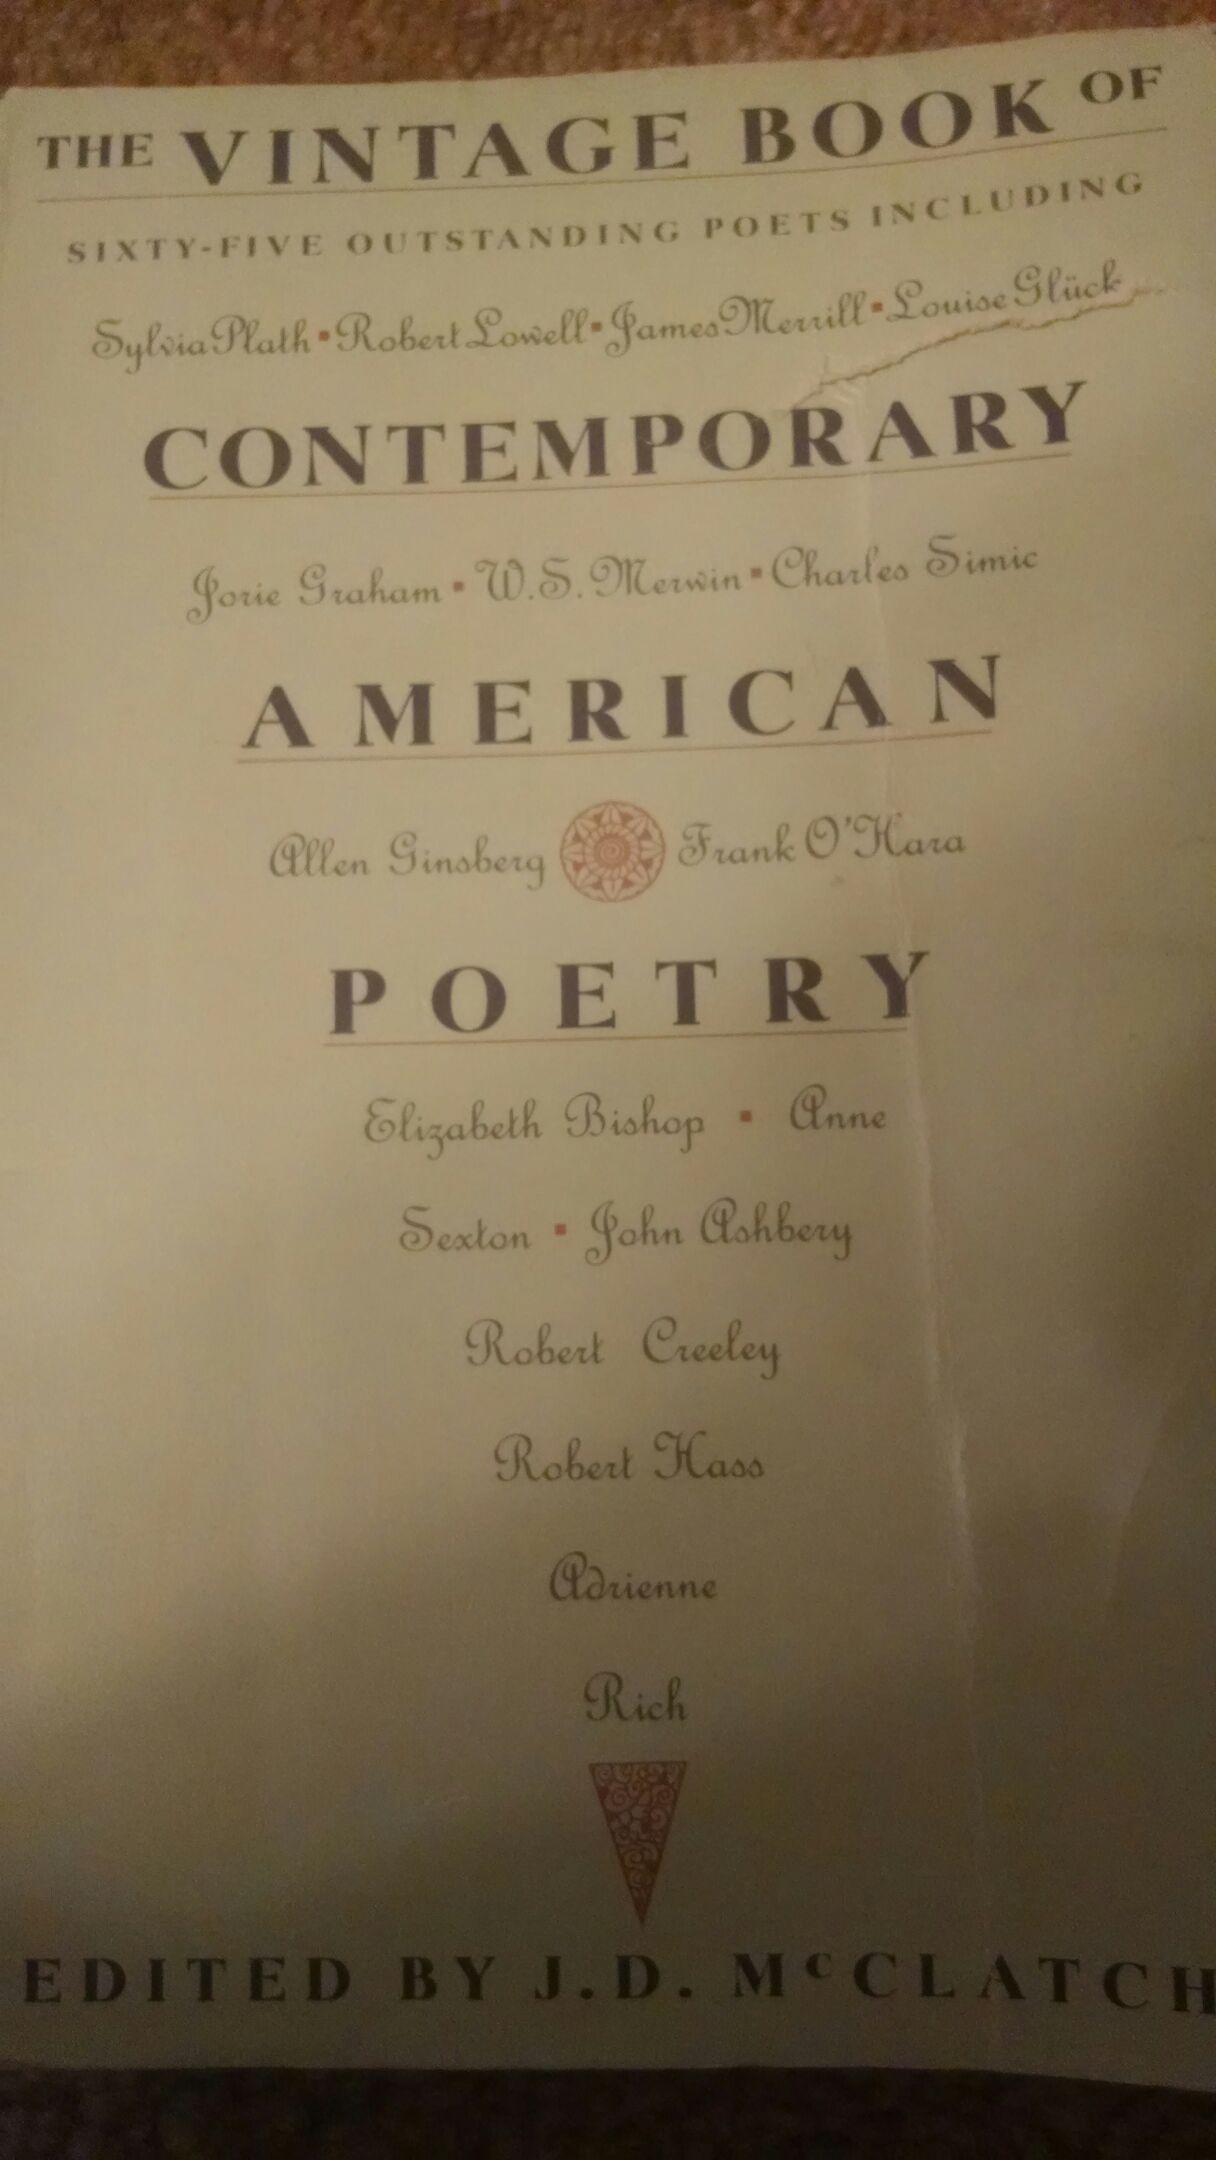 THE VINTAGE BOOK OF
SIXTY-FIVE OUTSTANDING POETS INCLUDING
Sylvia Plath ▪ Robert Lowell ▪ James Merrill ▪ Louise Glück
CONTEMPORARY
Jorie Graham ▪ W.S. Merwin ▪ Charles Simic
AMERICAN
Allen Ginsberg Frank O'Hara
POETRY
Elizabeth Bishop ▪ Anne
Sexton ▪ John Ashbery
Robert Creeley
Robert Hass
Adrienne
Rich
EDITED BY J.D. McCLATCH